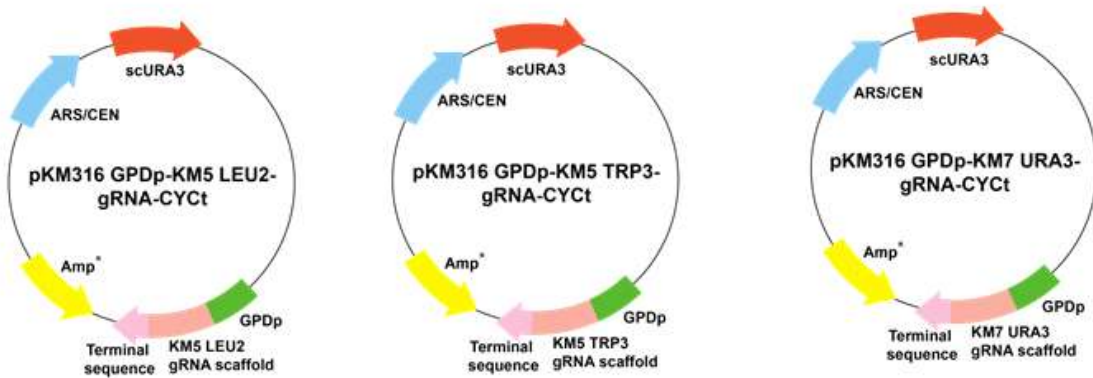 scURA3
ARS/CEN
pKM316 GPDp-KM5 LEU2-
gRNA-CYCt
Amp*
GPDp
Terminal
sequence
KM5 LEU2
gRNA scaffold
scURA3
ARS/CEN
pKM316 GPDp-KM5 TRP3-
gRNA-CYCt
Amp*
GPDp
Terminal
sequence
KM5 TRP3
gRNA scaffold
scURA3
ARS/CEN
pKM316 GPDp-KM7 URA3-
gRNA-CYCt
Amp*
GPDp
Terminal
sequence
KM7 URA3
gRNA scaffold